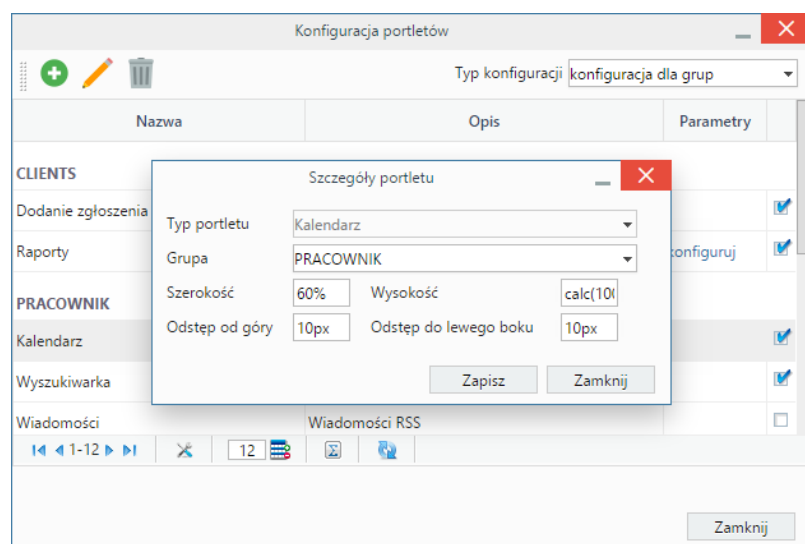 Konfiguracja portletów
Typ konfiguracji konfiguracja dla grup
Nazwa Opis Parametry
CLIENTS
Dodanie zgłoszenia
Raporty
PRACOWNIK
Kalendarz
Wyszukiwarka
Wiadomości Wiadomości RSS
Szczegóły portletu
Typ portletu Kalendarz
Grupa PRACOWNIK
Szerokość 60% Wysokość calc(10
Odstęp od góry 10px Odstęp do lewego boku 10px
Zapisz Zamknij
1-12 12
Zamknij